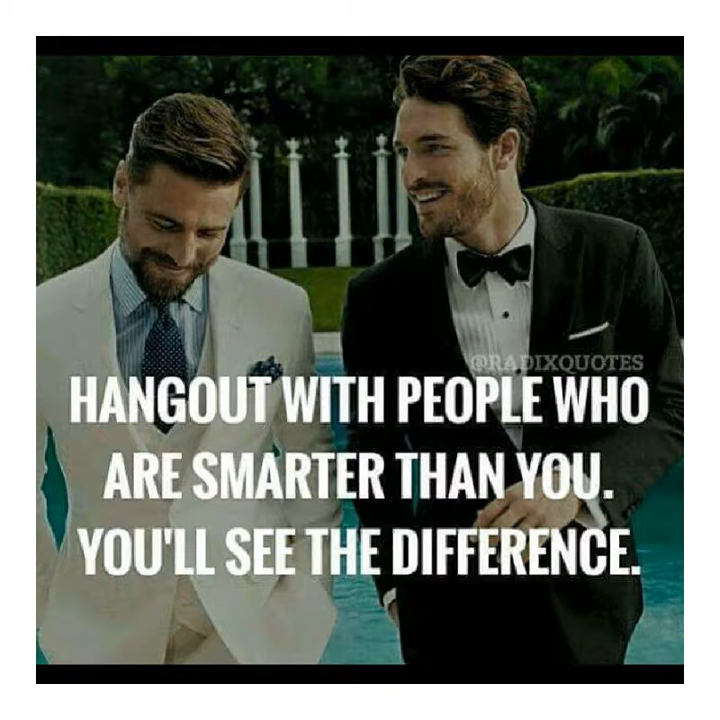 @RADIXQUOTES
HANGOUT WITH PEOPLE WHO
ARE SMARTER THAN YOU.
YOU'LL SEE THE DIFFERENCE.